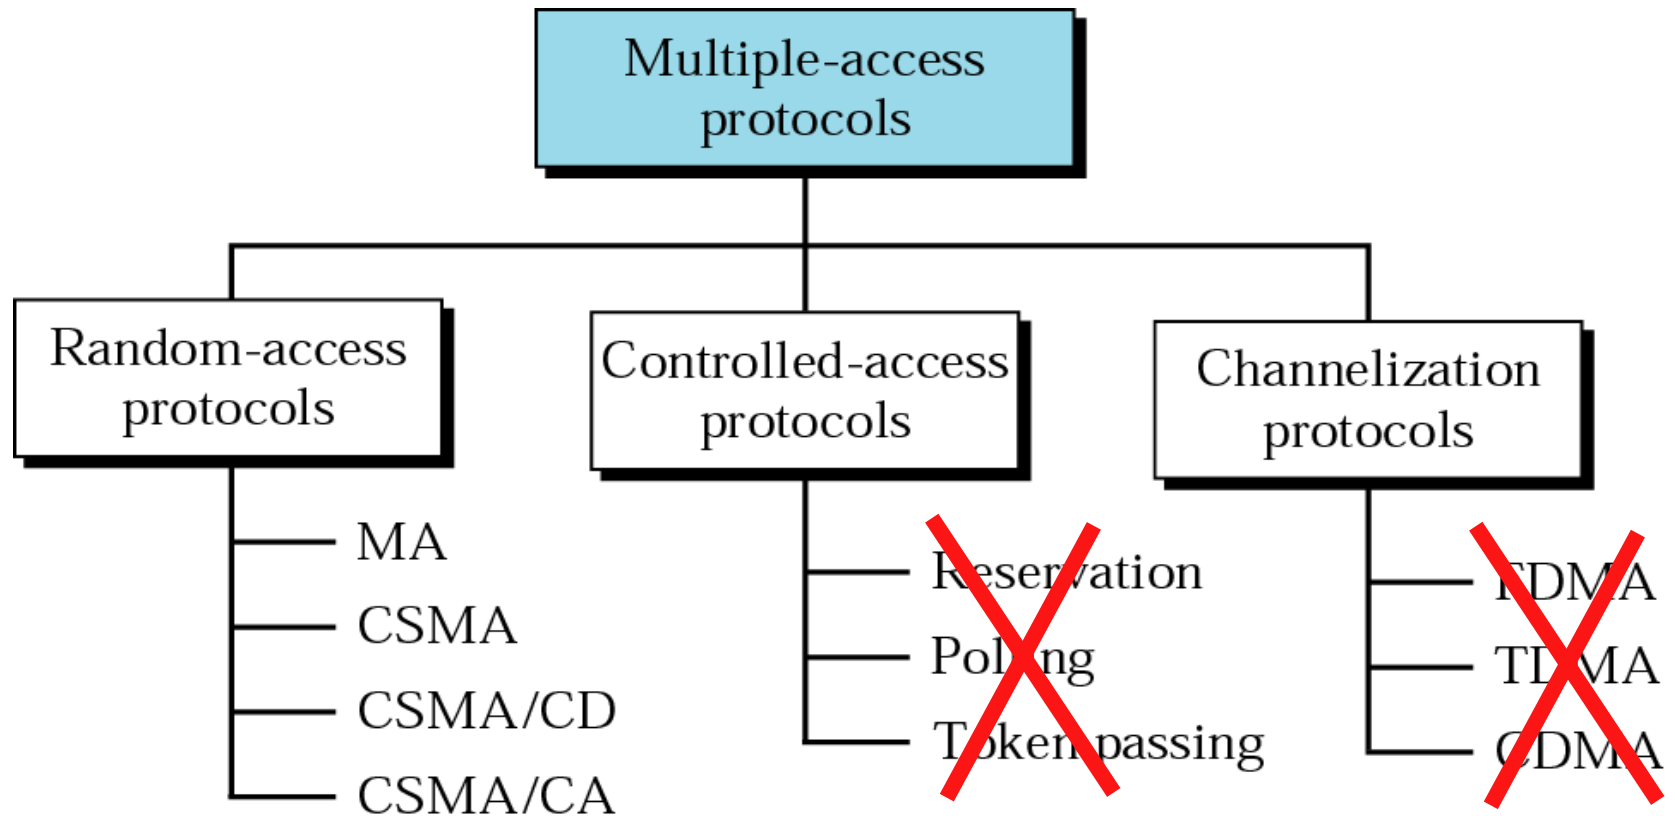 Multiple-access
protocols
Random-access
protocols
Controlled-access
protocols
Channelization
protocols
MA
CSMA
CSMA/CD
CSMA/CA
Reservation
Polling
Token passing
FDMA
TDMA
CDMA